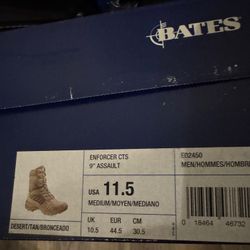 BATES
ENFORCER CTS
9" ASSAULT
E02450
MEN/HOMMES/HOMBRE
USA 11.5
MEDIUM/MOYEN/MEDIANO
UK EUR CM
10.5 44.5 30.5
DESERT/TAN/BRONCEADO
0 18464 46732